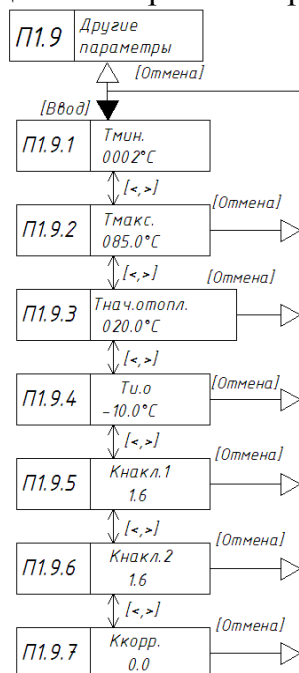 П1.9
Другие
параметры
[Отмена]
[Ввод]
П1.9.1
Тмин.
0002°С
[<,>]
П1.9.2
Тмакс.
085.0°С
[Отмена]
[<,>]
[Отмена]
П1.9.3
Тнач.отопл.
020.0°С
[<,>]
П1.9.4
Ти.о
-10.0°С
[Отмена]
[<,>]
П1.9.5
Кнакл.1
1.6
[Отмена]
[<,>]
П1.9.6
Кнакл.2
1.6
[Отмена]
[<,>]
П1.9.7
Ккорр.
0.0
[Отмена]